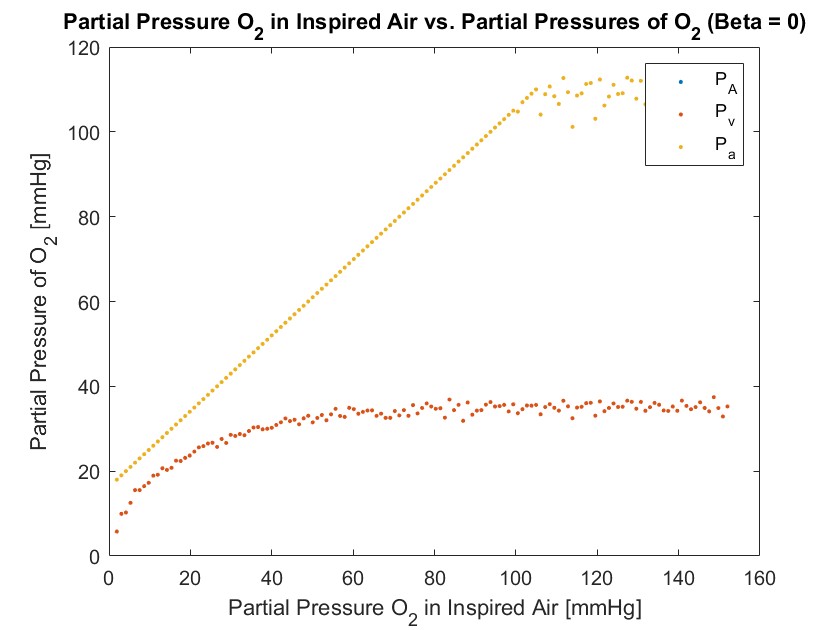 Partial Pressure O2 in Inspired Air vs. Partial Pressures of O2 (Beta = 0)
120
100
80
60
40
20
0
Partial Pressure of O2 [mmHg]
PA
Pv
Pa
0 20 40 60 80 100 120 140 160
Partial Pressure O2 in Inspired Air [mmHg]